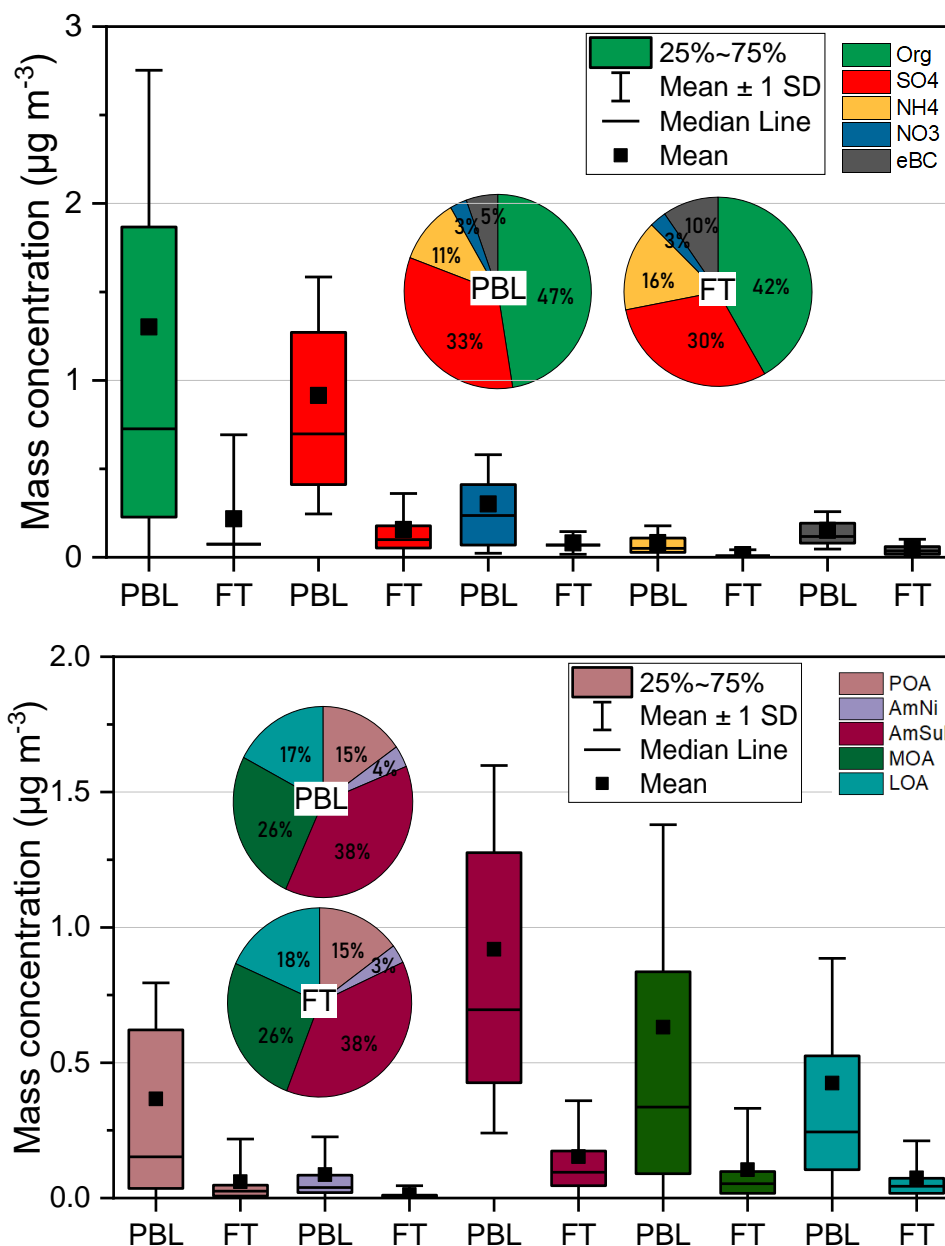 3
2
1
0
Mass concentration (µg m-3)
25%~75%
Mean ± 1 SD
Median Line
Mean
Org
SO4
NH4
NO3
eBC
5%
3%
11%
PBL
47%
33%
10%
3%
16%
FT
42%
30%
PBL FT PBL FT PBL FT PBL FT PBL FT
2.0
1.5
1.0
0.5
0.0
Mass concentration (µg m-3)
25%~75%
Mean ± 1 SD
Median Line
Mean
POA
AmNi
AmSul
MOA
LOA
17%
15%
4%
PBL
26%
38%
18%
15%
3%
FT
26%
38%
PBL FT PBL FT PBL FT PBL FT PBL FT